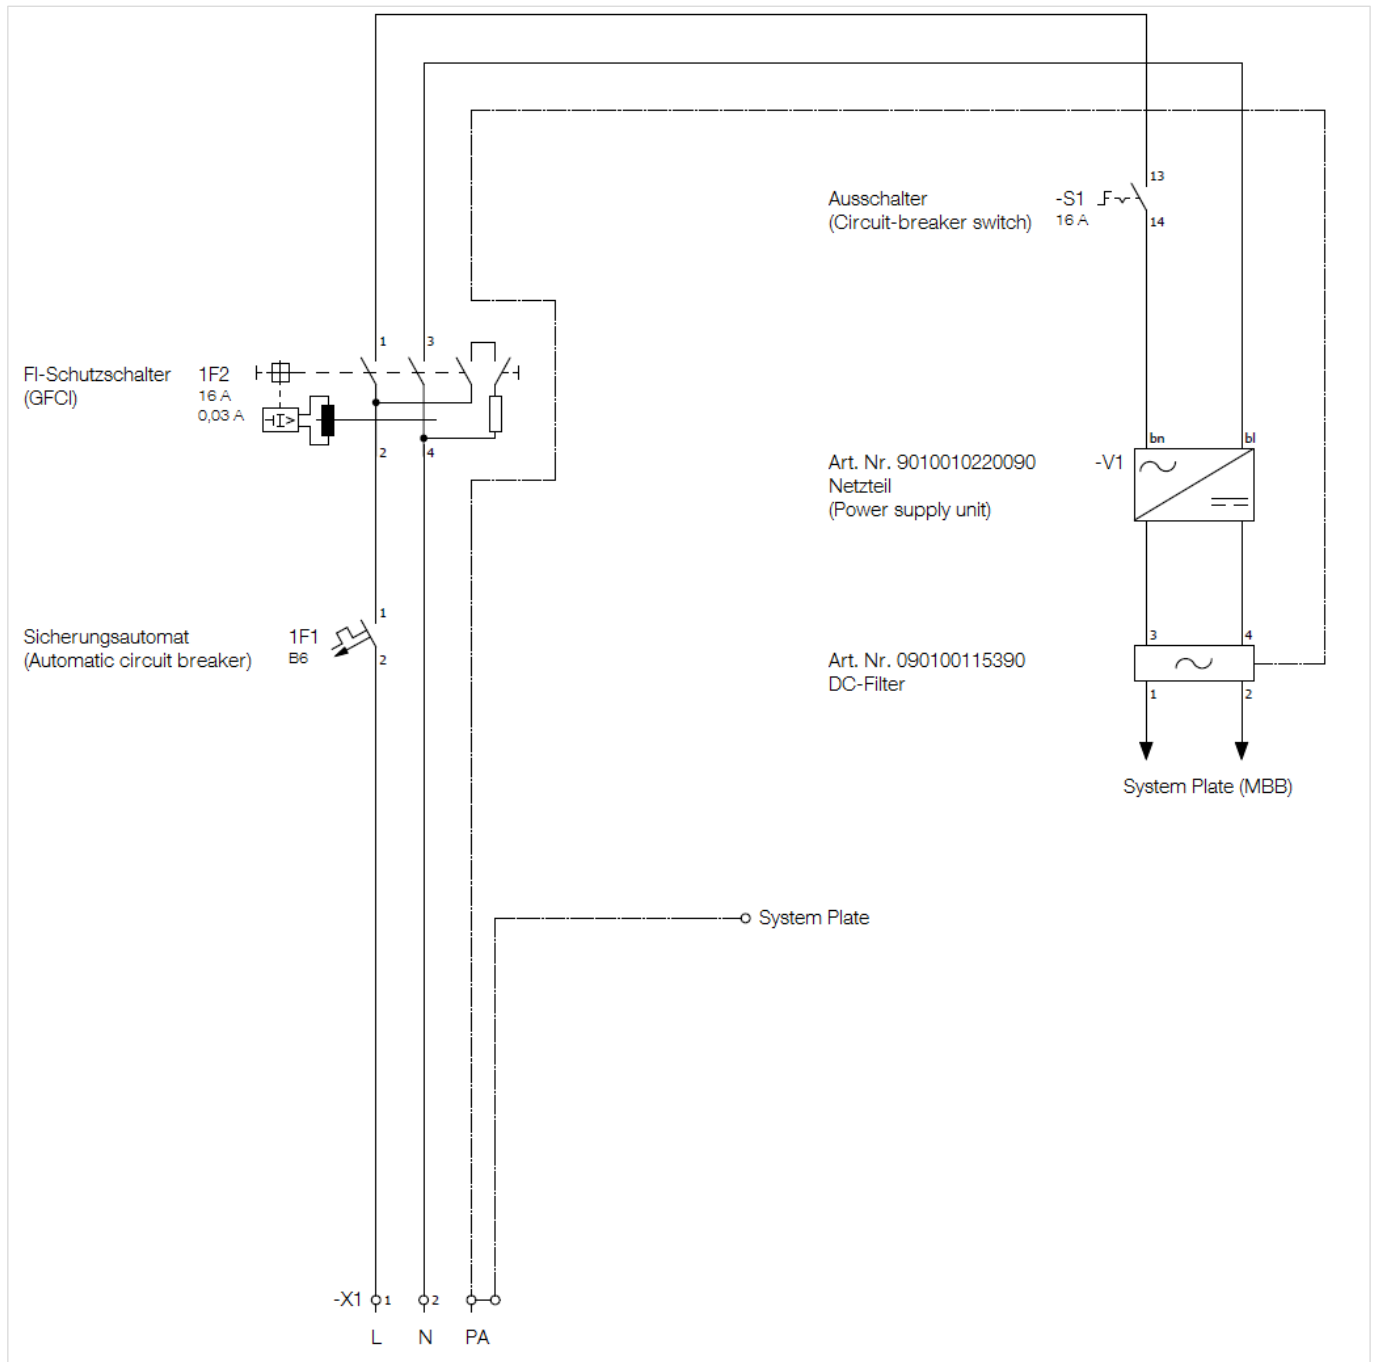 13
Ausschalter -S1
(Circuit-breaker switch) 16 A 14
1 3
FI-Schutzschalter 1F2
(GFCI) 16 A
0,03 A
I>
2 4
bn bl
Art. Nr. 9010010220090 -V1
Netzteil
(Power supply unit)
1
Sicherungsautomat 1F1
(Automatic circuit breaker) B6 2
3 4
Art. Nr. 090100115390
DC-Filter
1 2
System Plate (MBB)
System Plate
-X1 1 2
L N PA